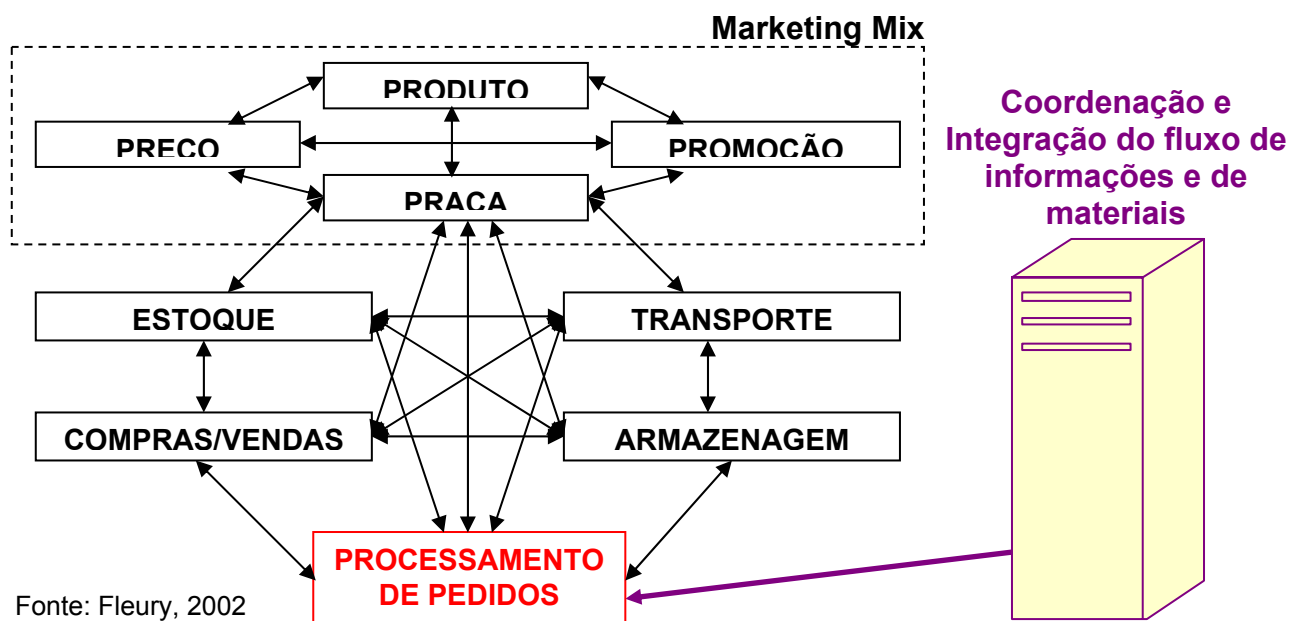 Marketing Mix
PRODUTO
PREÇO
PROMOÇÃO
PRAÇA
Coordenação e
Integração do fluxo de
informações e de
materiais
ESTOQUE
TRANSPORTE
COMPRAS/VENDAS
ARMAZENAGEM
PROCESSAMENTO
DE PEDIDOS
Fonte: Fleury, 2002